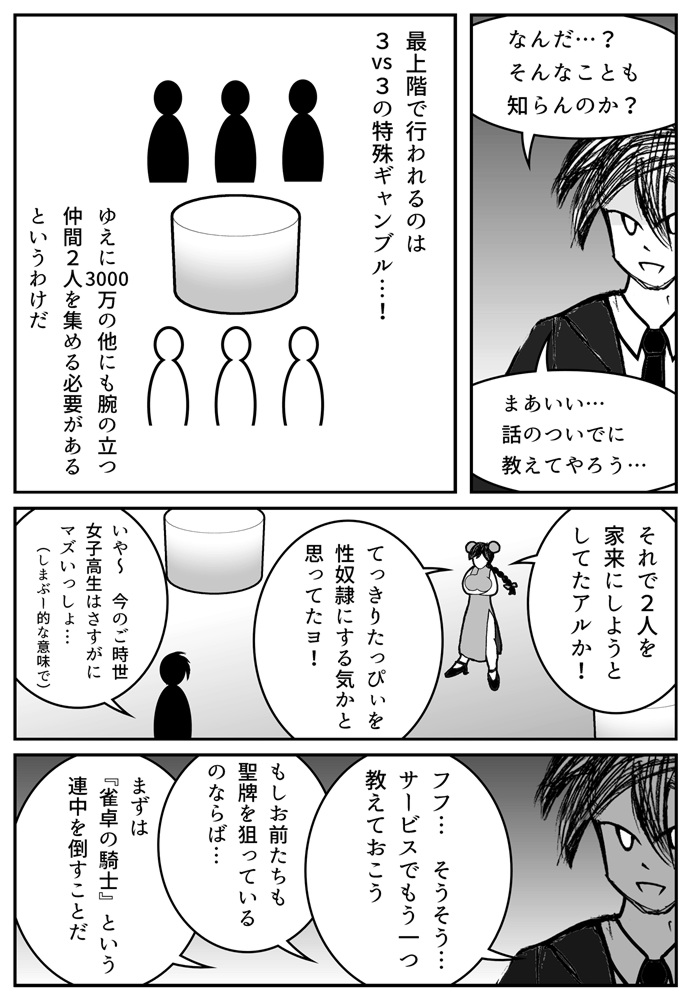 なんだ…？
そんなことも
知らんのか？
まあいい…
話のついでに
教えてやろう…
最上階で行われるのは
３vs３の特殊ギャンブル…！
ゆえに3000万の他にも腕の立つ
仲間２人を集める必要がある
というわけだ
それで２人を
家来にしようと
してたアルか！
てっきりたっぴぃを
性奴隷にする気かと
思ってたヨ！
いや〜　今のご時世
女子高生はさすがに
マズいっしょ…
（しまぶー的な意味で）
フフ…　そうそう…
サービスでもう一つ
教えておこう
もしお前たちも
聖牌を狙っている
のならば…
まずは
『雀卓の騎士』という
連中を倒すことだ